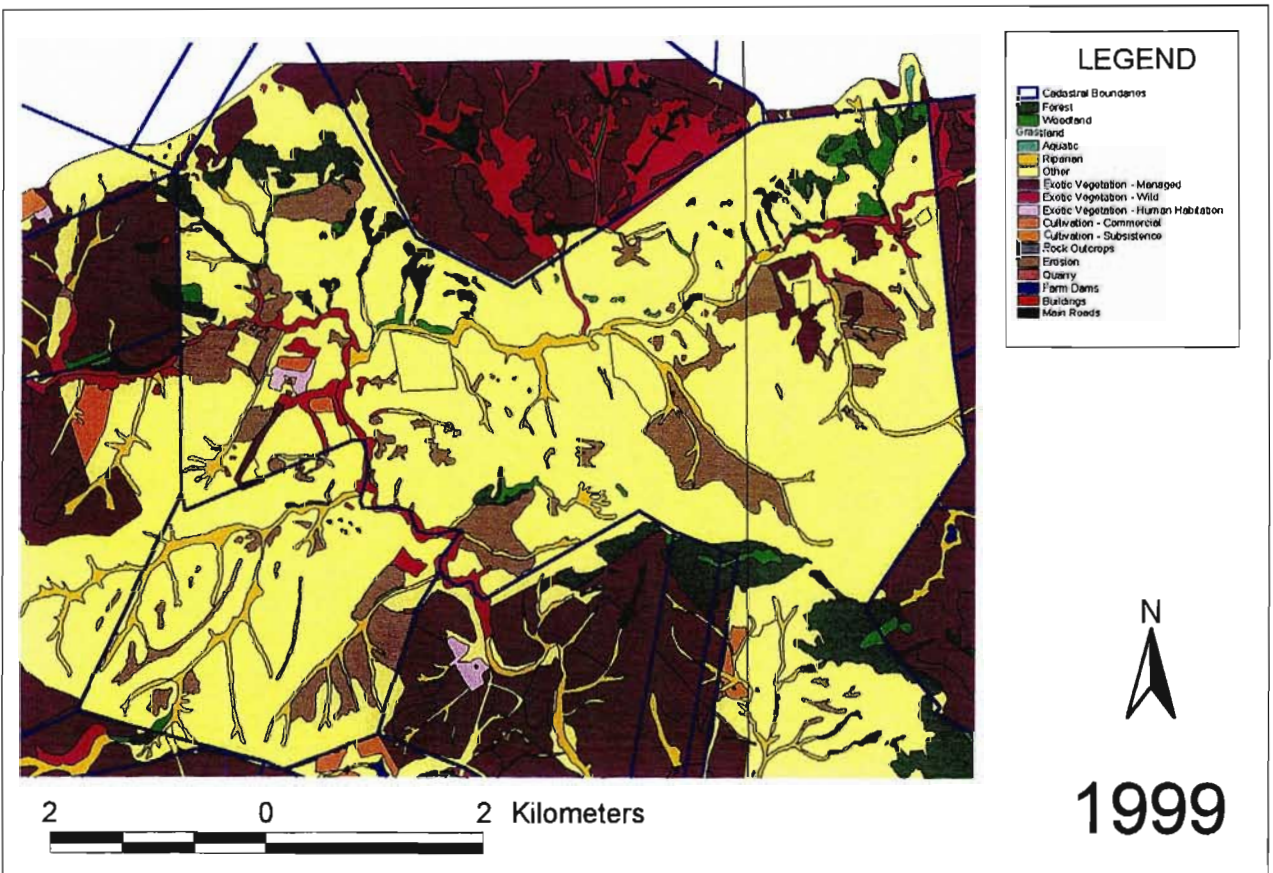 LEGEND
Cadastral Boundaries
Forest
Woodland
Grassland
Aquatic
Riparian
Other
Exotic Vegetation - Managed
Exotic Vegetation - Wild
Exotic Vegetation - Human Habitation
Cultivation - Commercial
Cultivation - Subsistence
Rock Outcrops
Erosion
Quarry
Farm Dams
Buildings
Main Roads
N
1999
2 0 2 Kilometers